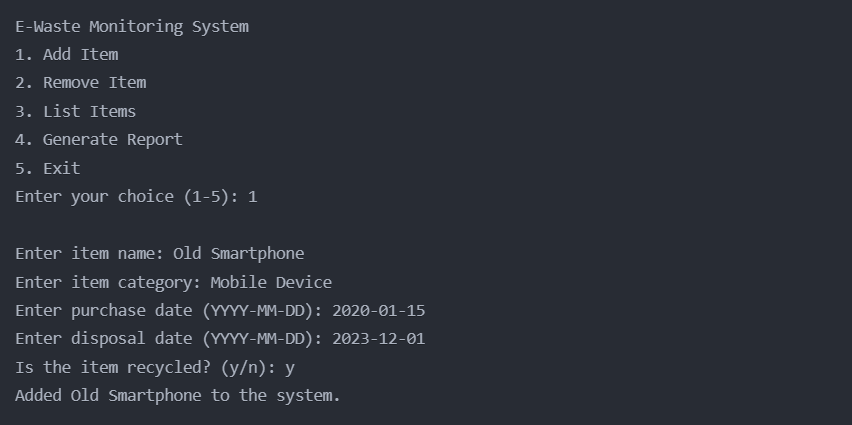 E-Waste Monitoring System
1. Add Item
2. Remove Item
3. List Items
4. Generate Report
5. Exit
Enter your choice (1-5): 1
Enter item name: Old Smartphone
Enter item category: Mobile Device
Enter purchase date (YYYY-MM-DD): 2020-01-15
Enter disposal date (YYYY-MM-DD): 2023-12-01
Is the item recycled? (y/n): y
Added Old Smartphone to the system.